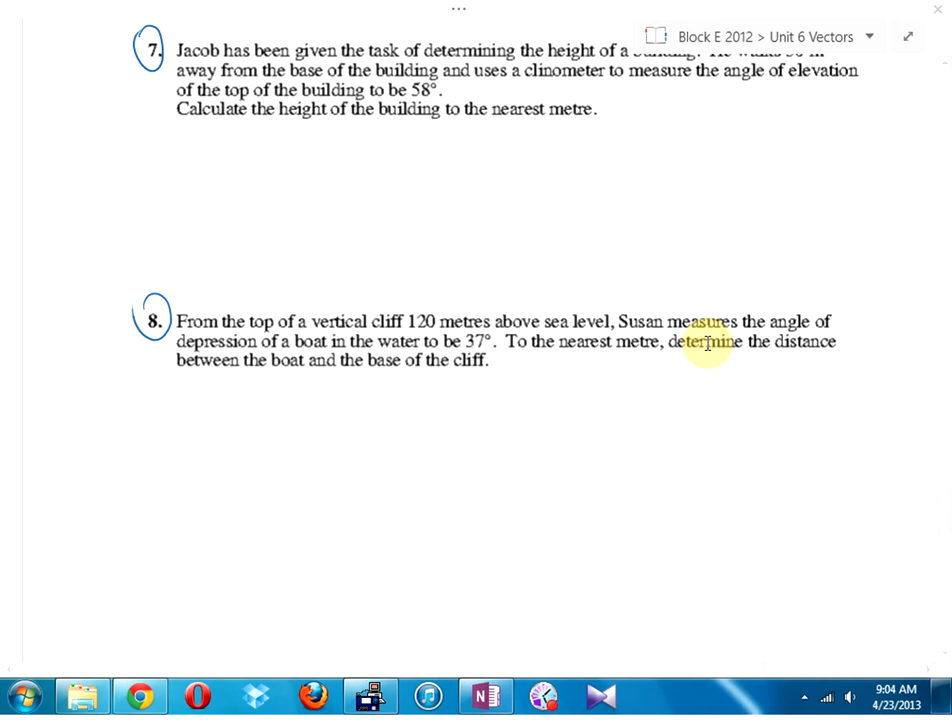 ...
Block E 2012 > Unit 6 Vectors
7. Jacob has been given the task of determining the height of a
away from the base of the building and uses a clinometer to measure the angle of elevation
of the top of the building to be 58°.
Calculate the height of the building to the nearest metre.
8. From the top of a vertical cliff 120 metres above sea level, Susan measures the angle of
depression of a boat in the water to be 37°. To the nearest metre, determine the distance
between the boat and the base of the cliff.
9:04 AM
4/23/2013